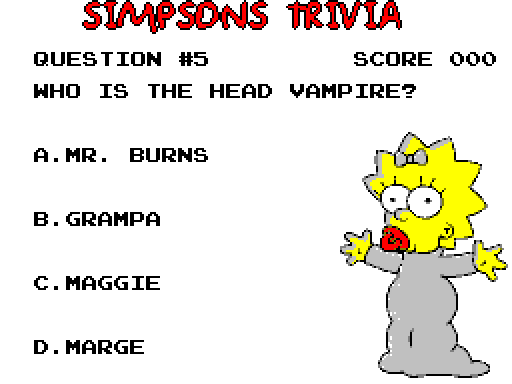 SIMPSONS TRIVIA
QUESTION #5 SCORE 000
WHO IS THE HEAD VAMPIRE?
A.MR. BURNS
B.GRAMPA
C.MAGGIE
D.MARGE